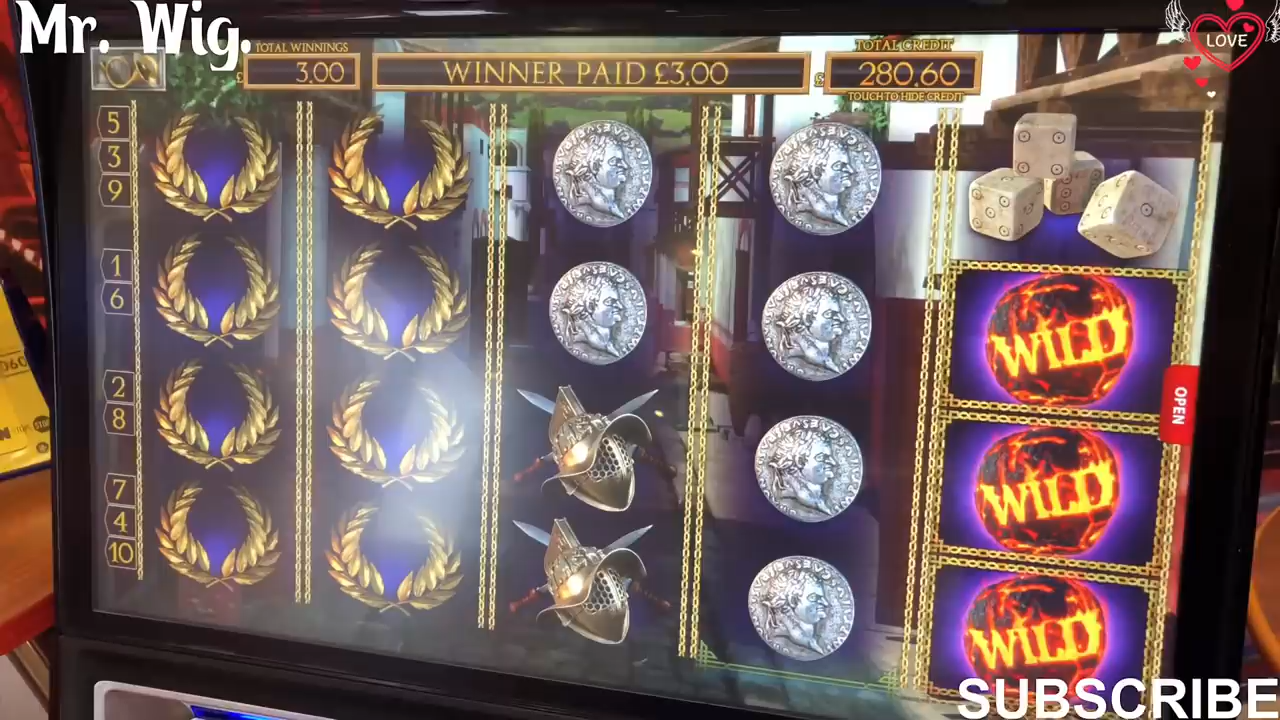 Mr. Wig.
LOVE
TOTAL WINNINGS
£ 3.00
WINNER PAID £3.00
TOTAL CREDIT
£ 280.60
TOUCH TO HIDE CREDIT
5
3
9
1
6
2
8
7
4
10
WILD
WILD
WILD
OPEN
SUBSCRIBE